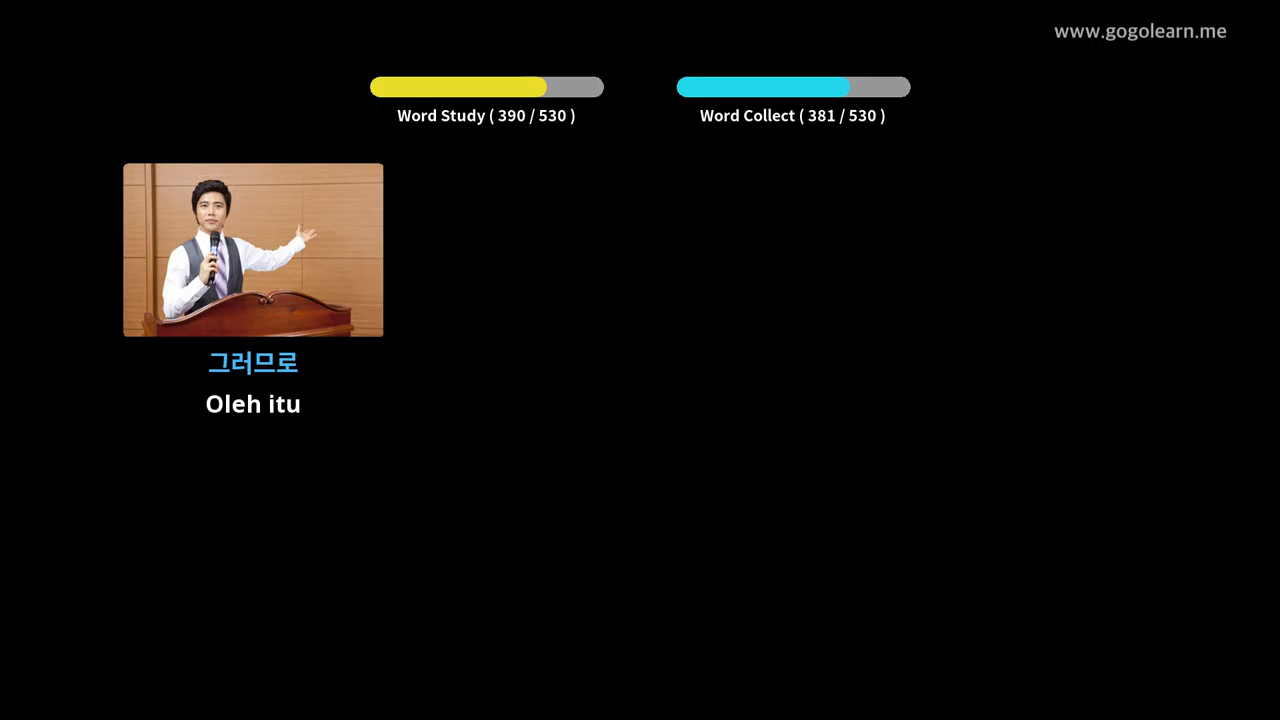 www.gogolearn.me
Word Study ( 390 / 530 )
Word Collect ( 381 / 530 )
그러므로
Oleh itu